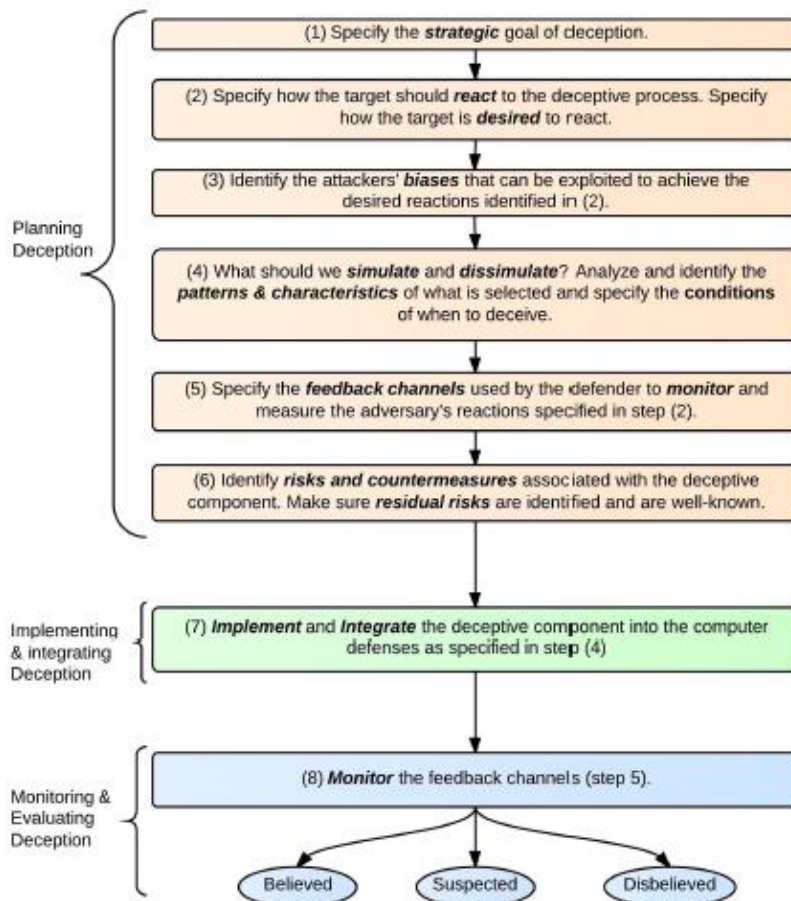 (1) Specify the strategic goal of deception.
(2) Specify how the target should react to the deceptive process. Specify
how the target is desired to react.
(3) Identify the attackers' biases that can be exploited to achieve the
desired reactions identified in (2).
Planning
Deception
(4) What should we simulate and dissimulate? Analyze and identify the
patterns & characteristics of what is selected and specify the conditions
of when to deceive.
(5) Specify the feedback channels used by the defender to monitor and
measure the adversary's reactions specified in step (2).
(6) Identify risks and countermeasures associated with the deceptive
component. Make sure residual risks are identified and are well-known.
Implementing
& integrating
Deception
(7) Implement and Integrate the deceptive component into the computer
defenses as specified in step (4)
Monitoring &
Evaluating
Deception
(8) Monitor the feedback channels (step 5).
Believed
Suspected
Disbelieved